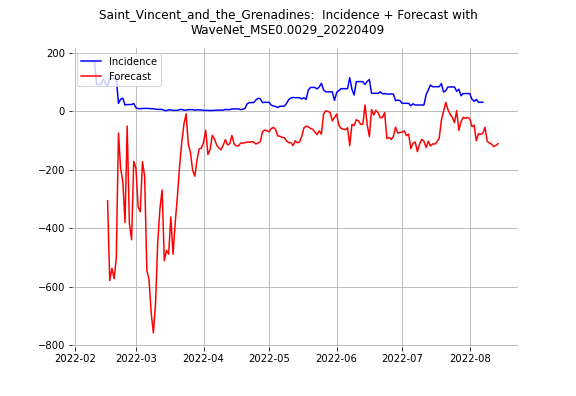 Saint_Vincent_and_the_Grenadines:  Incidence + Forecast with
WaveNet_MSE0.0029_20220409
Incidence
Forecast
200
0
−200
−400
−600
−800
2022-02 2022-03 2022-04 2022-05 2022-06 2022-07 2022-08